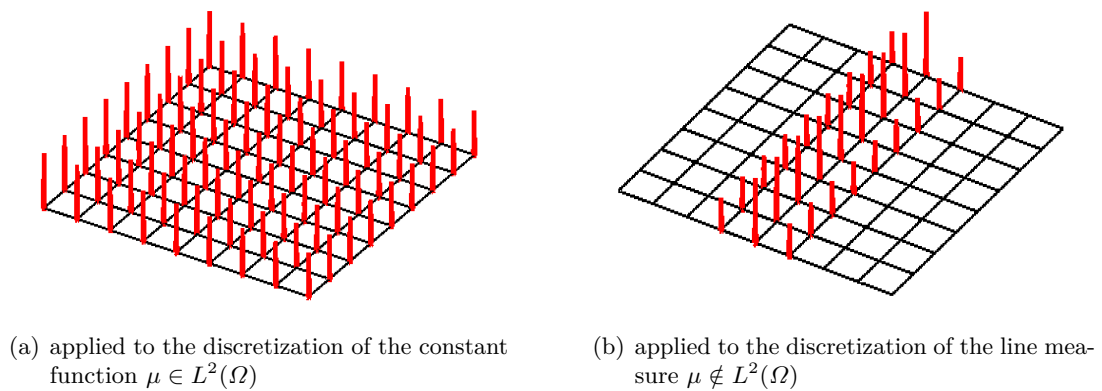 (a) applied to the discretization of the constant
function μ ∈ L²(Ω)
(b) applied to the discretization of the line mea-
sure μ ∉ L²(Ω)